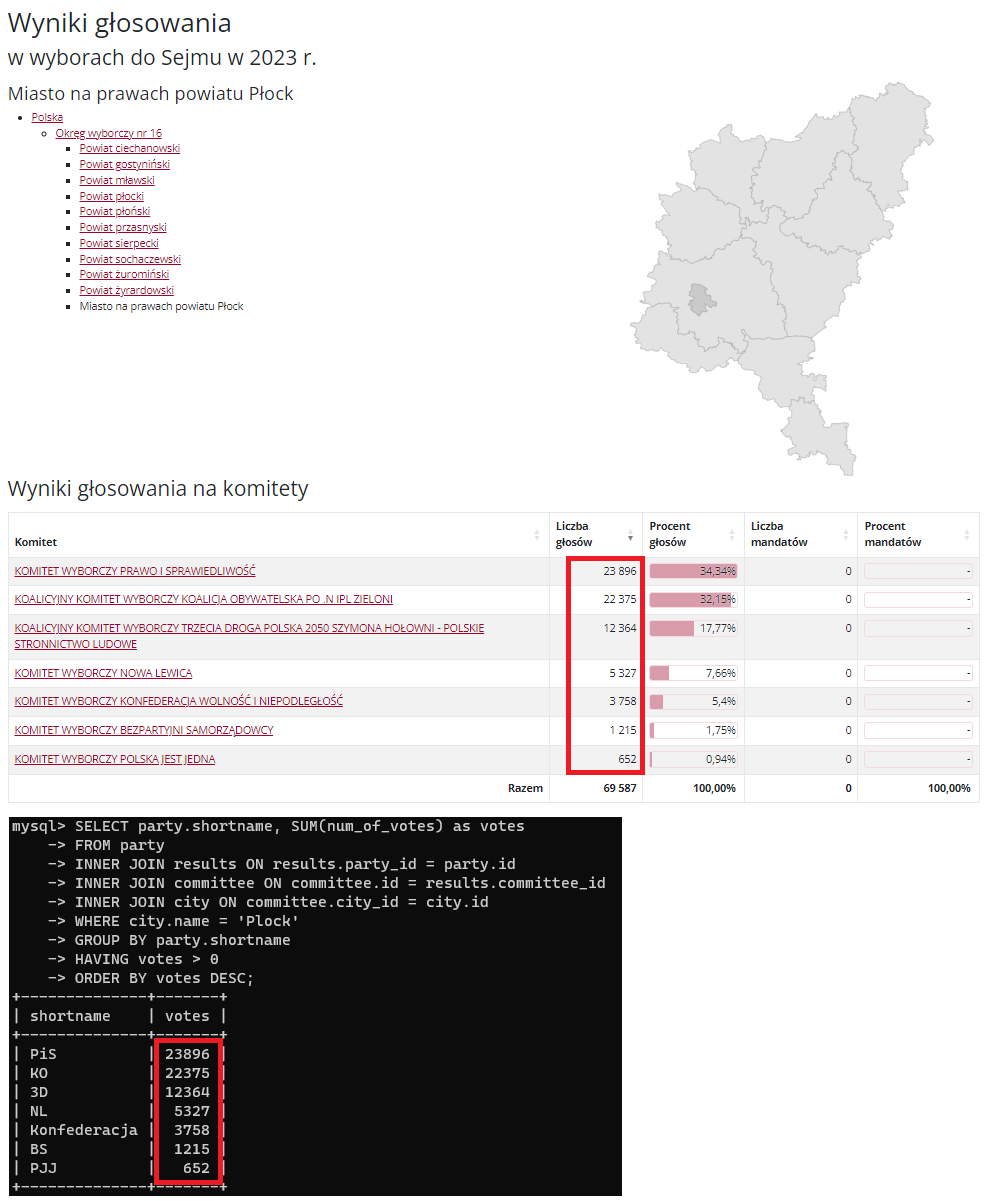 Wyniki głosowania
w wyborach do Sejmu w 2023 r.
Miasto na prawach powiatu Płock
Polska
Okręg wyborczy nr 16
Powiat ciechanowski
Powiat gostyniński
Powiat mławski
Powiat płocki
Powiat płoński
Powiat przasnyski
Powiat sierpecki
Powiat sochaczewski
Powiat żuromiński
Powiat żyrardowski
Miasto na prawach powiatu Płock
Wyniki głosowania na komitety
Komitet Liczba głosów Procent głosów Liczba mandatów Procent mandatów
KOMITET WYBORCZY PRAWO I SPRAWIEDLIWOŚĆ 23 896 34,34% 0 -
KOALICYJNY KOMITET WYBORCZY KOALICJA OBYWATELSKA PO .N IPL ZIELONI 22 375 32,15% 0 -
KOALICYJNY KOMITET WYBORCZY TRZECIA DROGA POLSKA 2050 SZYMONA HOŁOWNI - POLSKIE 12 364 17,77% 0 -
STRONNICTWO LUDOWE
KOMITET WYBORCZY NOWA LEWICA 5 327 7,66% 0 -
KOMITET WYBORCZY KONFEDERACJA WOLNOŚĆ I NIEPODLEGŁOŚĆ 3 758 5,4% 0 -
KOMITET WYBORCZY BEZPARTYJNI SAMORZĄDOWCY 1 215 1,75% 0 -
KOMITET WYBORCZY POLSKA JEST JEDNA 652 0,94% 0 -
Razem 69 587 100,00% 0 100,00%
mysql> SELECT party.shortname, SUM(num_of_votes) as votes
-> FROM party
-> INNER JOIN results ON results.party_id = party.id
-> INNER JOIN committee ON committee.id = results.committee_id
-> INNER JOIN city ON committee.city_id = city.id
-> WHERE city.name = 'Plock'
-> GROUP BY party.shortname
-> HAVING votes > 0
-> ORDER BY votes DESC;
+--------------+-------+
| shortname    | votes |
+--------------+-------+
| PiS          | 23896 |
| KO           | 22375 |
| 3D           | 12364 |
| NL           |  5327 |
| Konfederacja |  3758 |
| BS           |  1215 |
| PJJ          |   652 |
+--------------+-------+